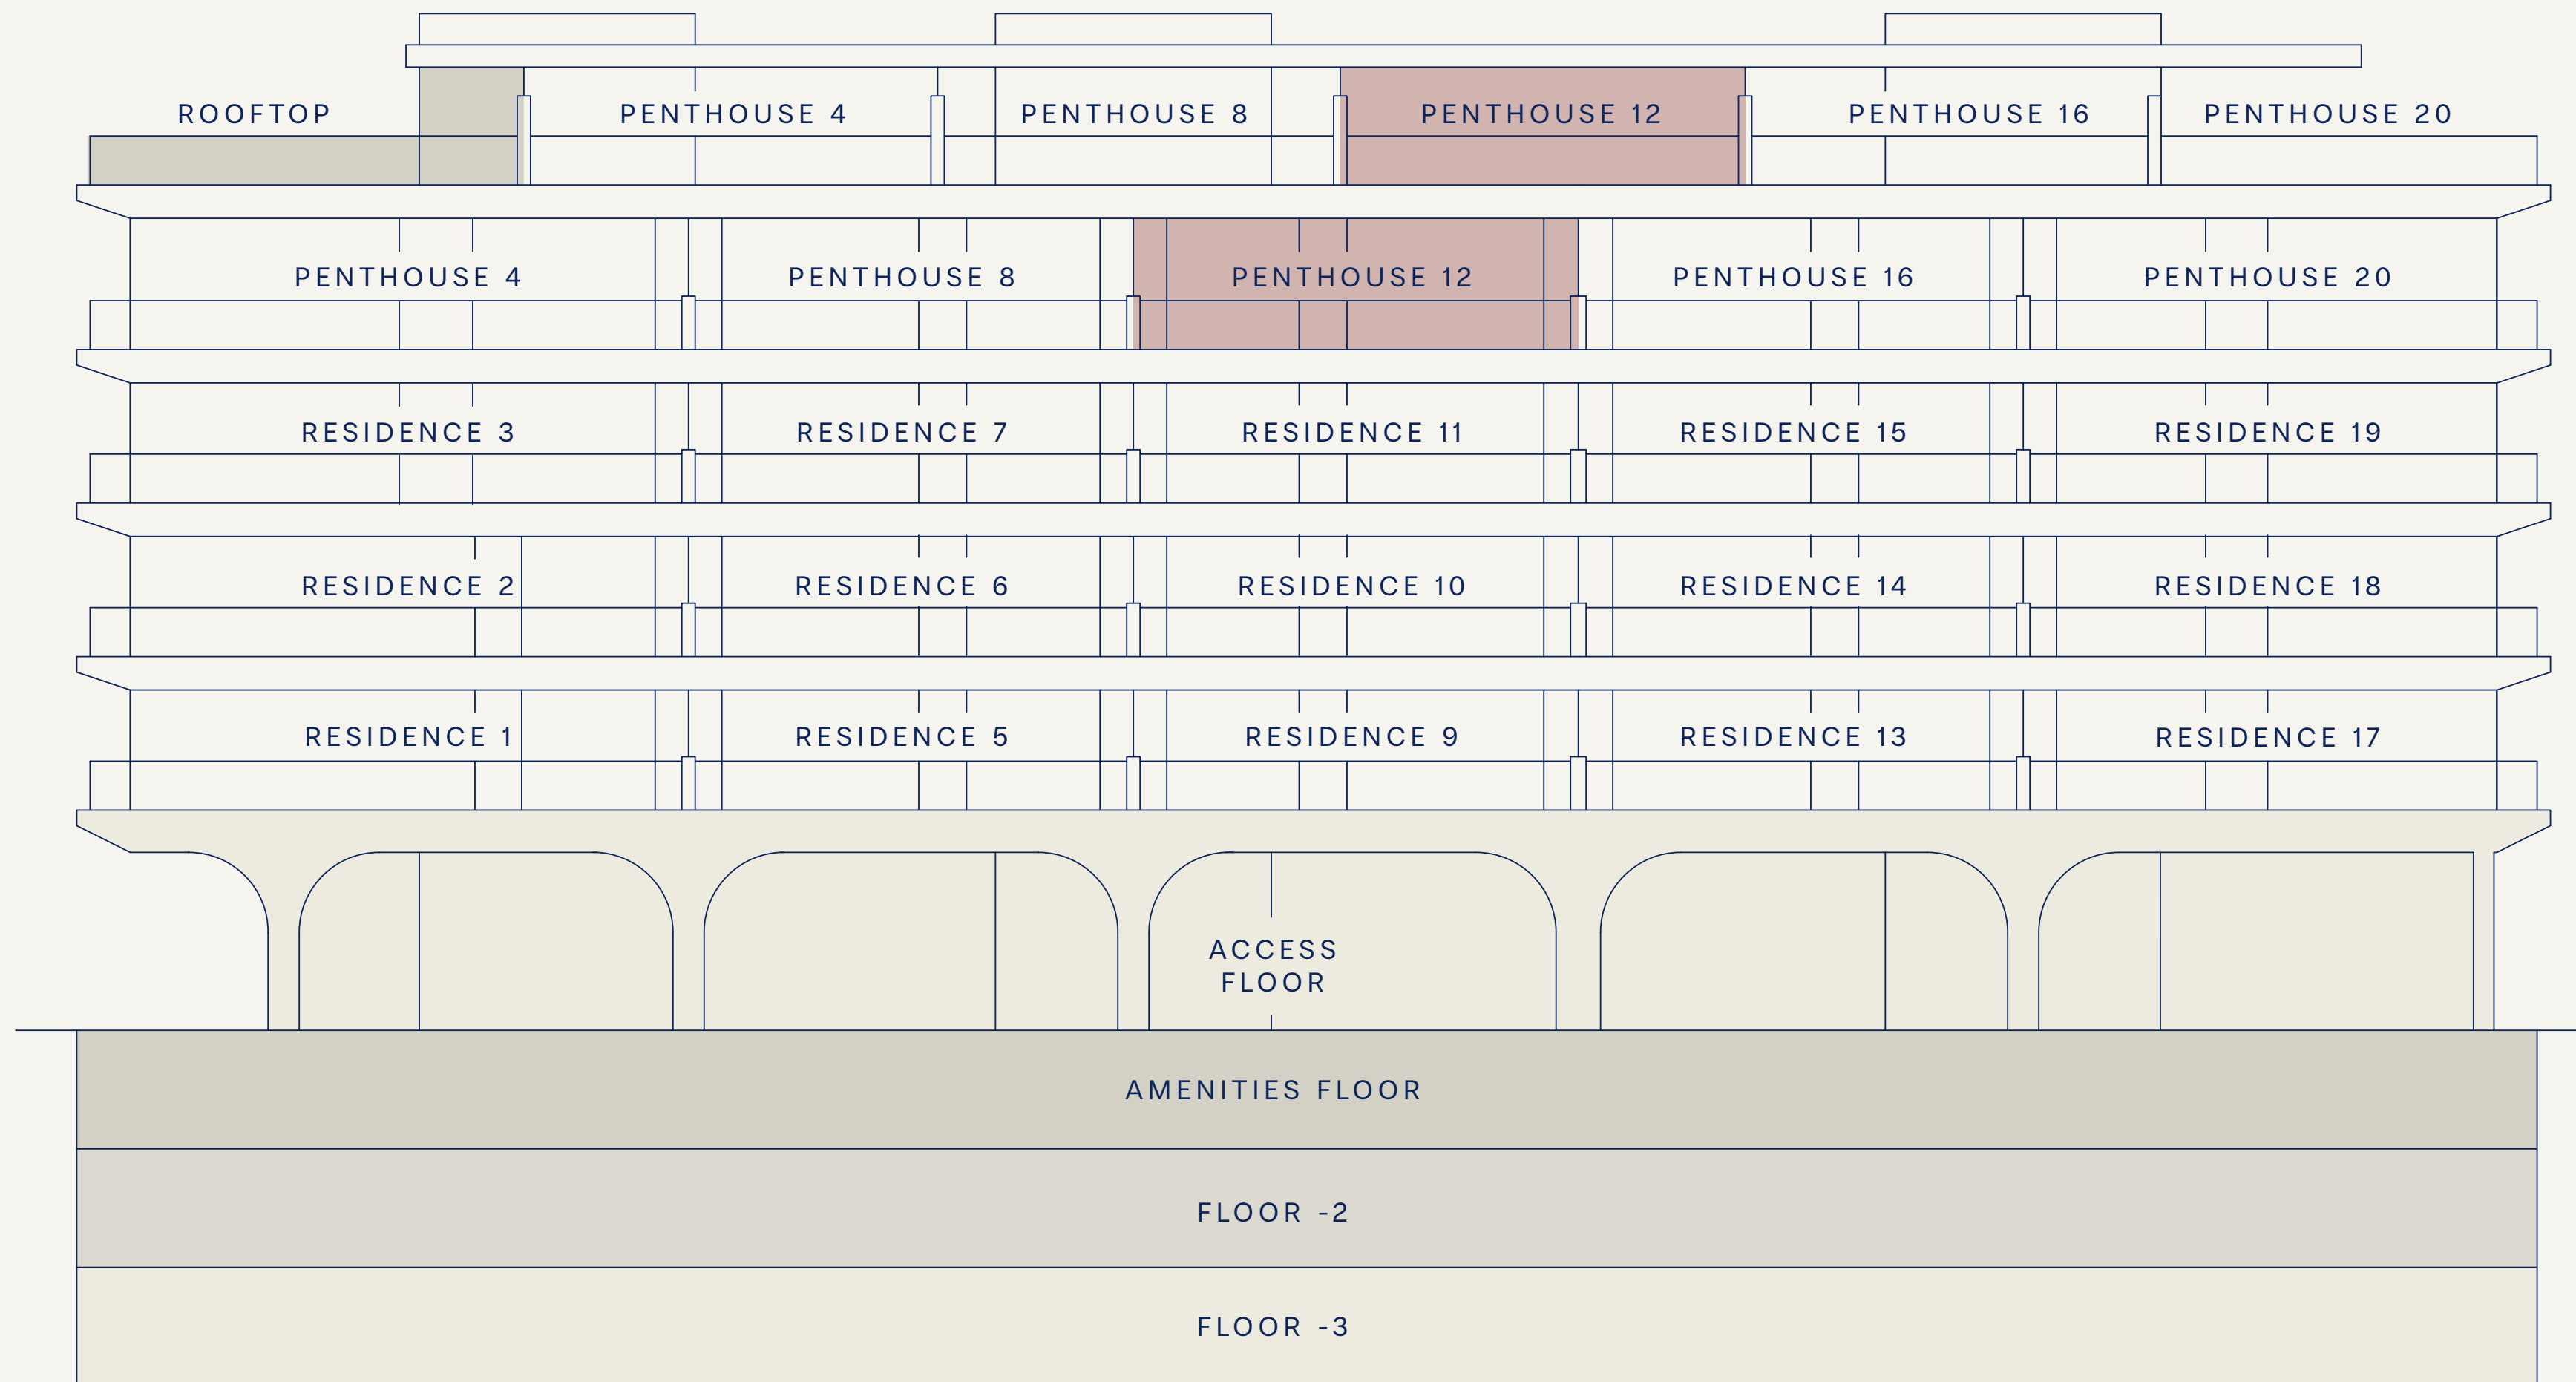 ROOFTOP
PENTHOUSE 4
PENTHOUSE 8
PENTHOUSE 12
PENTHOUSE 16
PENTHOUSE 20
PENTHOUSE 4
PENTHOUSE 8
PENTHOUSE 12
PENTHOUSE 16
PENTHOUSE 20
RESIDENCE 3
RESIDENCE 7
RESIDENCE 11
RESIDENCE 15
RESIDENCE 19
RESIDENCE 2
RESIDENCE 6
RESIDENCE 10
RESIDENCE 14
RESIDENCE 18
RESIDENCE 1
RESIDENCE 5
RESIDENCE 9
RESIDENCE 13
RESIDENCE 17
ACCESS
FLOOR
AMENITIES FLOOR
FLOOR -2
FLOOR -3